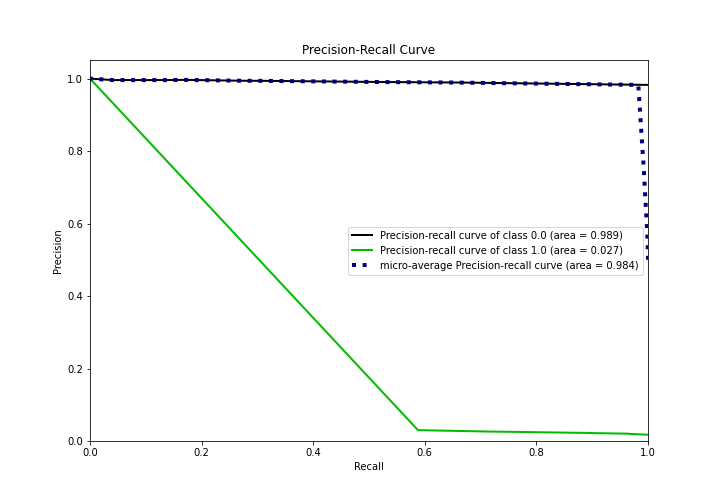 Precision-Recall Curve
1.0
0.8
0.6
0.4
0.2
0.0
Precision
Precision-recall curve of class 0.0 (area = 0.989)
Precision-recall curve of class 1.0 (area = 0.027)
micro-average Precision-recall curve (area = 0.984)
0.0 0.2 0.4 0.6 0.8 1.0
Recall